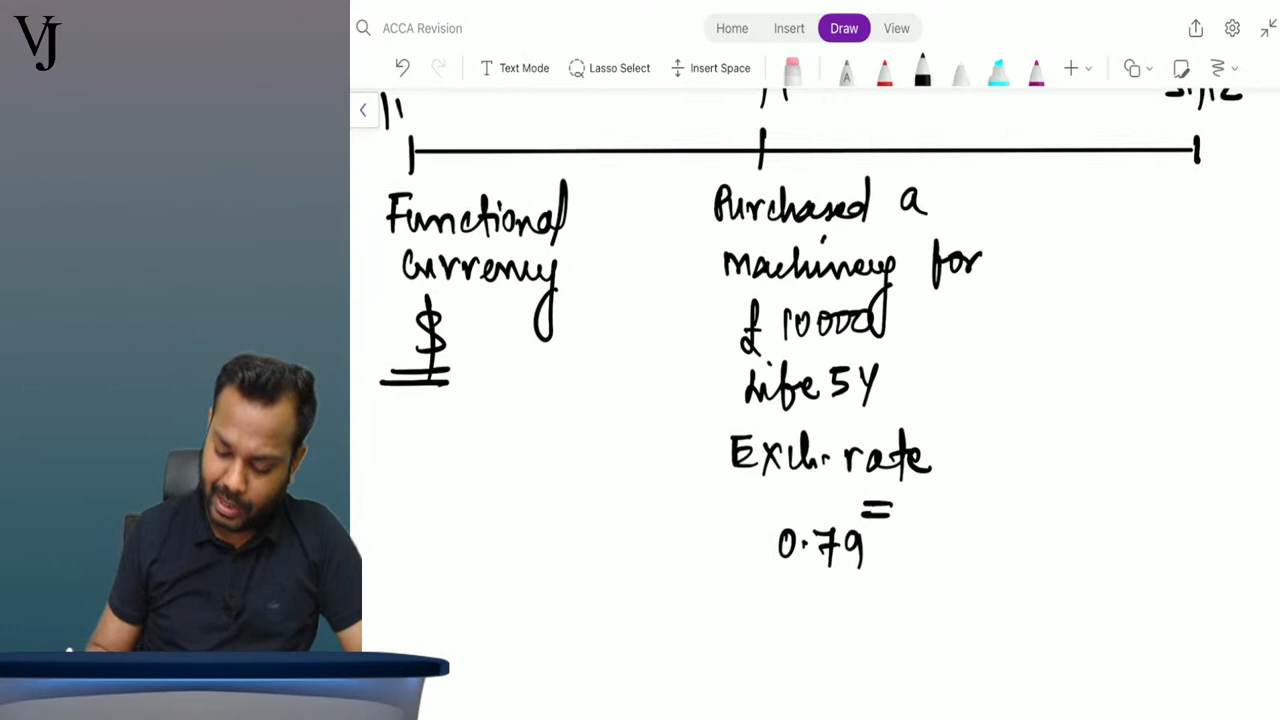 VJ
ACCA Revision
Home Insert Draw View
Text Mode Lasso Select Insert Space
Functional
currency
$
Purchased a
machinery for
£ 10000
Life 5Y
Exch. rate
=
0.79